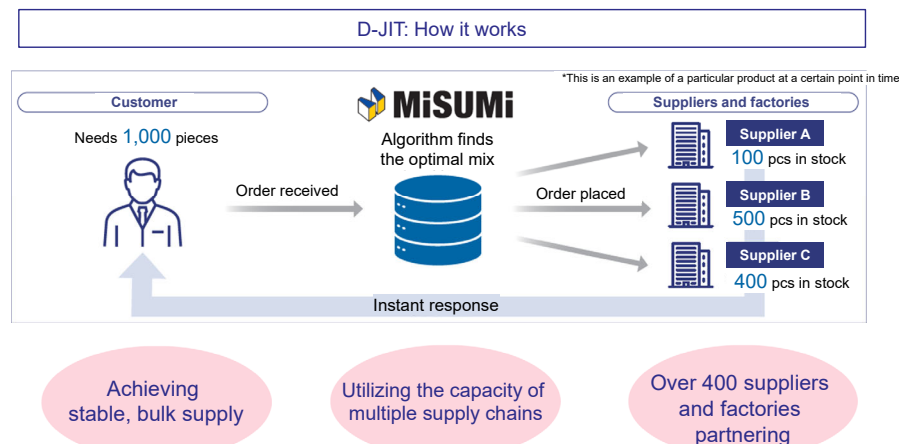 D-JIT: How it works
*This is an example of a particular product at a certain point in time
Customer
MiSUMi
Suppliers and factories
Needs 1,000 pieces
Algorithm finds
the optimal mix
Supplier A
100 pcs in stock
Order received
Order placed
Supplier B
500 pcs in stock
Supplier C
400 pcs in stock
Instant response
Achieving
stable, bulk supply
Utilizing the capacity of
multiple supply chains
Over 400 suppliers
and factories
partnering